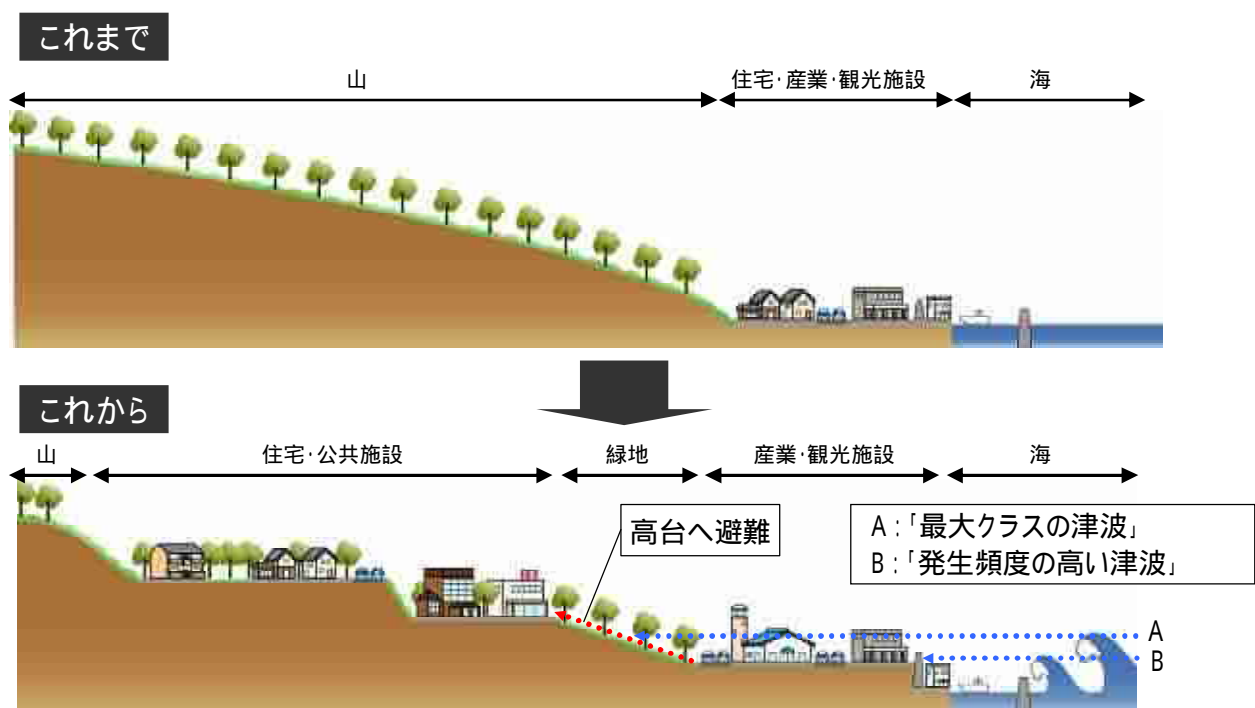 これまで
山
住宅・産業・観光施設
海
これから
山
住宅・公共施設
緑地
産業・観光施設
海
高台へ避難
A：「最大クラスの津波」
B：「発生頻度の高い津波」
A
B